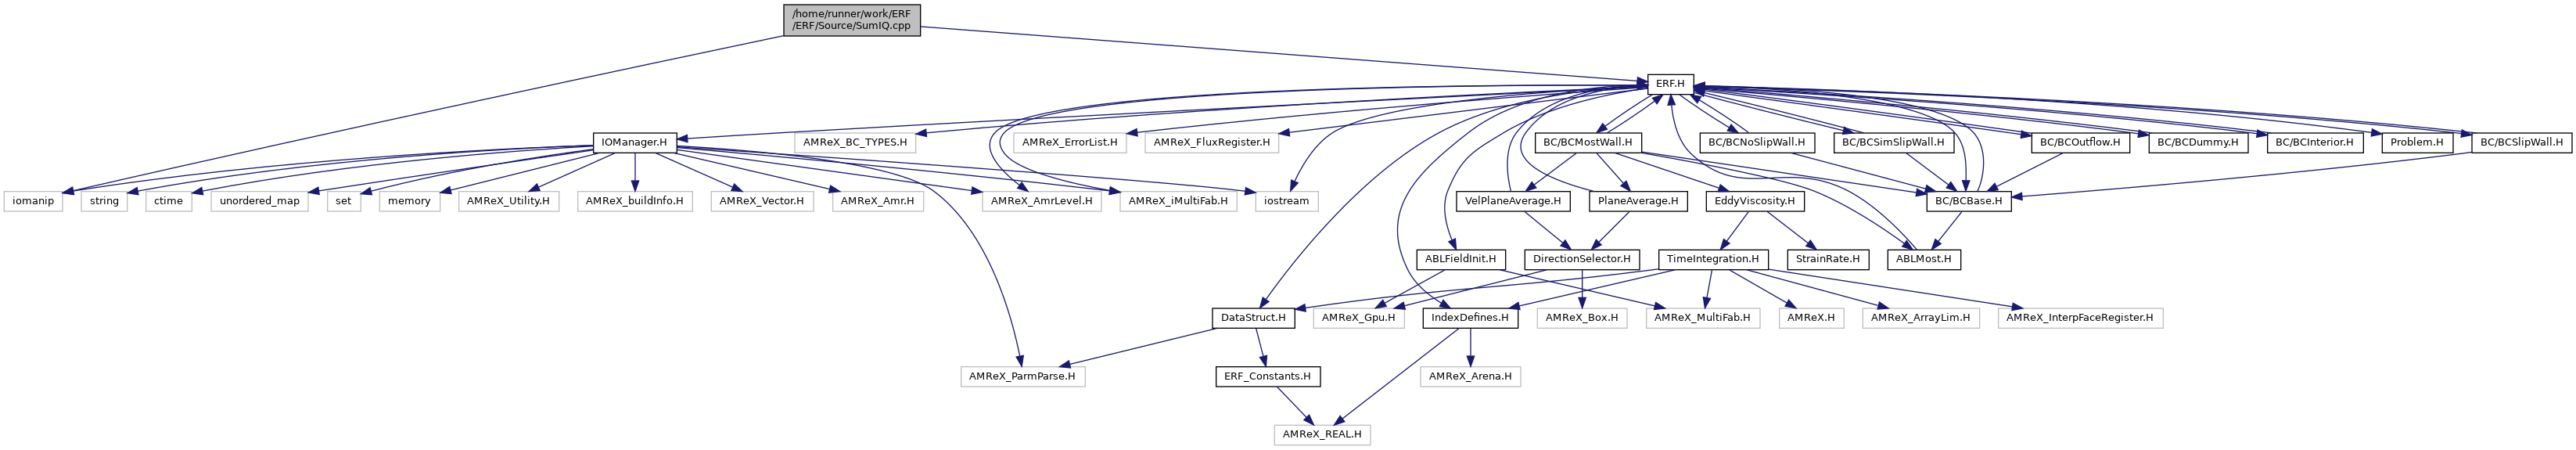 /home/runner/work/ERF
/ERF/Source/SumIQ.cpp
ERF.H
IOManager.H
AMReX_BC_TYPES.H
AMReX_ErrorList.H
AMReX_FluxRegister.H
BC/BCMostWall.H
BC/BCNoSlipWall.H
BC/BCSimSlipWall.H
BC/BCOutflow.H
BC/BCDummy.H
BC/BCInterior.H
Problem.H
BC/BCSlipWall.H
iomanip
string
ctime
unordered_map
set
memory
AMReX_Utility.H
AMReX_buildInfo.H
AMReX_Vector.H
AMReX_Amr.H
AMReX_AmrLevel.H
AMReX_iMultiFab.H
iostream
VelPlaneAverage.H
PlaneAverage.H
EddyViscosity.H
BC/BCBase.H
ABLFieldInit.H
DirectionSelector.H
TimeIntegration.H
StrainRate.H
ABLMost.H
DataStruct.H
AMReX_Gpu.H
IndexDefines.H
AMReX_Box.H
AMReX_MultiFab.H
AMReX.H
AMReX_ArrayLim.H
AMReX_InterpFaceRegister.H
AMReX_ParmParse.H
ERF_Constants.H
AMReX_Arena.H
AMReX_REAL.H